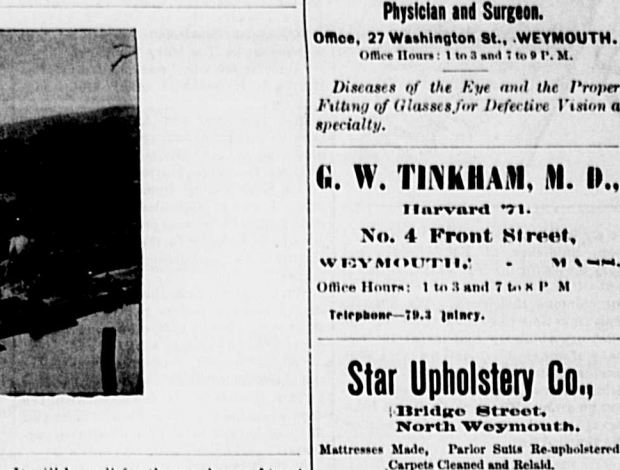 Physician and Surgeon.
Office, 27 Washington St., WEYMOUTH.
Office Hours: 1 to 3 and 7 to 9 P. M.
Diseases of the Eye and the Proper
Fitting of Glasses for Defective Vision a
specialty.
G. W. TINKHAM, M. D.,
Harvard '71.
No. 4 Front Street,
WEYMOUTH, - MASS.
Office Hours: 1 to 3 and 7 to 8 P M
Telephone—79.3
Star Upholstery Co.,
Bridge Street,
North Weymouth.
Mattresses Made, Parlor Suits Re-upholstered
Carpets Cleaned and Relaid.